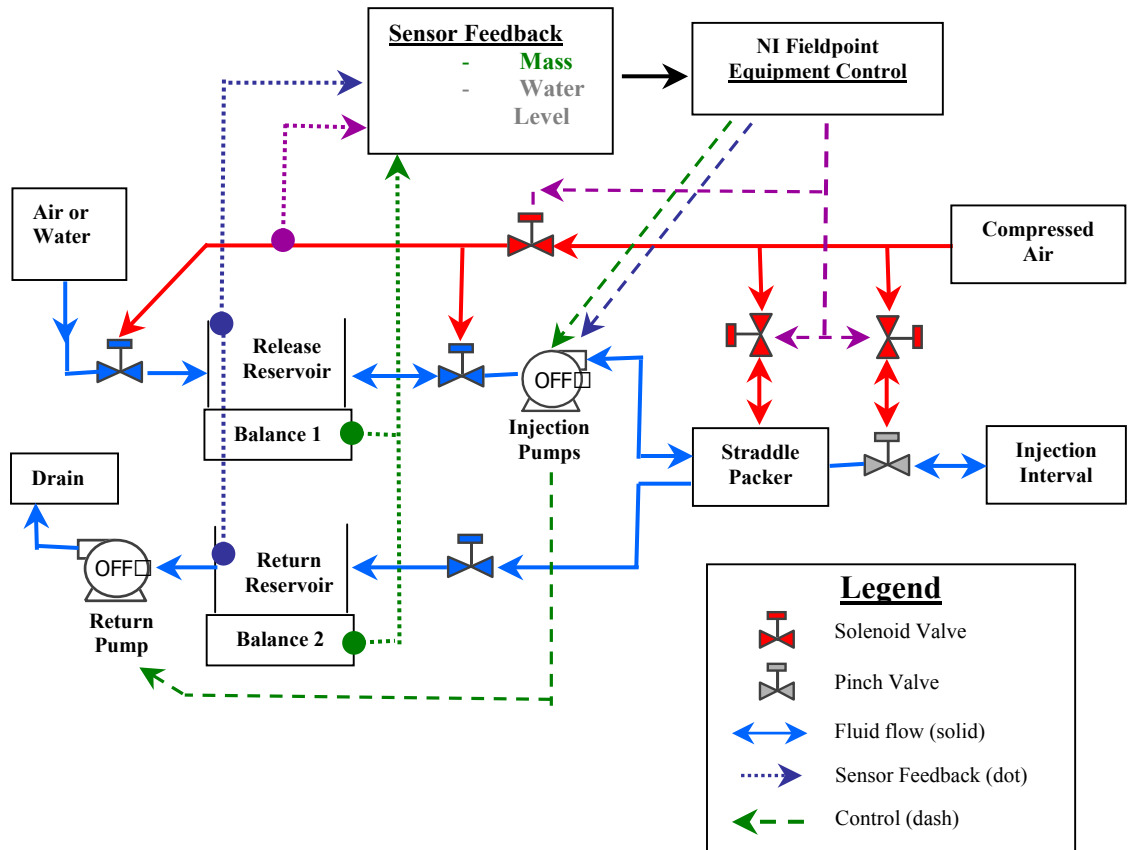 Sensor Feedback
- Mass
- Water
Level
NI Fieldpoint
Equipment Control
Air or
Water
Compressed
Air
Release
Reservoir
Balance 1
OFF
Injection
Pumps
Straddle
Packer
Injection
Interval
Drain
OFF
Return
Pump
Return
Reservoir
Balance 2
Legend
Solenoid Valve
Pinch Valve
Fluid flow (solid)
Sensor Feedback (dot)
Control (dash)